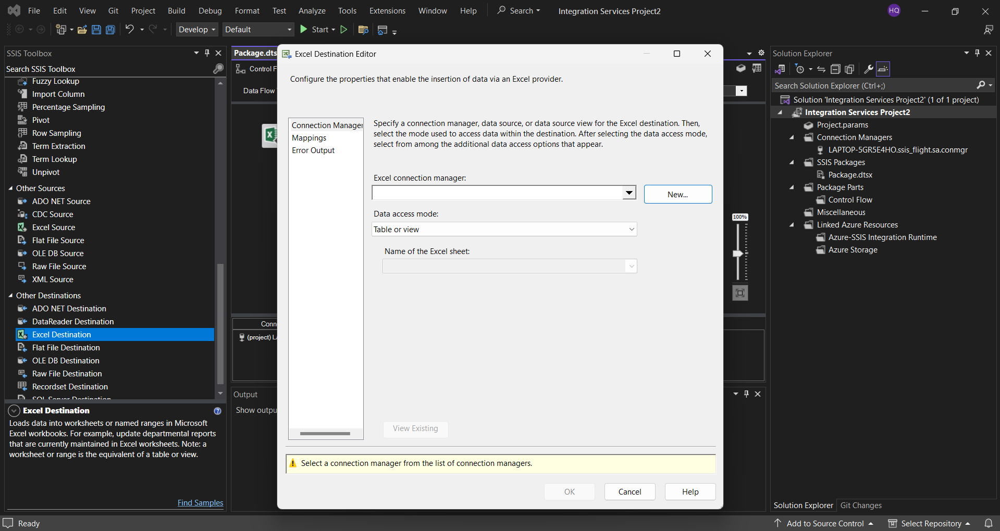 File Edit View Git Project Build Debug Format Test Analyze Tools Extensions Window Help Search Integration Services Project2 HQ
Develop Default Start
SSIS Toolbox
Search SSIS Toolbox
Fuzzy Lookup
Import Column
Percentage Sampling
Pivot
Row Sampling
Term Extraction
Term Lookup
Unpivot
Other Sources
ADO NET Source
CDC Source
Excel Source
Flat File Source
OLE DB Source
Raw File Source
XML Source
Other Destinations
ADO NET Destination
DataReader Destination
Excel Destination
Flat File Destination
OLE DB Destination
Raw File Destination
Recordset Destination
SQL Server Destination
Excel Destination
Loads data into worksheets or named ranges in Microsoft
Excel workbooks. For example, update departmental reports
that are currently maintained in Excel worksheets. Note: a
worksheet or range is the equivalent of a table or view.
Find Samples
Package.dts
Control F
Data Flow
Conn
(project) LA
Output
Show outpu
100%
Excel Destination Editor
Configure the properties that enable the insertion of data via an Excel provider.
Connection Manager
Mappings
Error Output
Specify a connection manager, data source, or data source view for the Excel destination. Then,
select the mode used to access data within the destination. After selecting the data access mode,
select from among the additional data access options that appear.
Excel connection manager:
New...
Data access mode:
Table or view
Name of the Excel sheet:
View Existing
Select a connection manager from the list of connection managers.
OK Cancel Help
Solution Explorer
Search Solution Explorer (Ctrl+;)
Solution 'Integration Services Project2' (1 of 1 project)
Integration Services Project2
Project.params
Connection Managers
LAPTOP-5GR5E4HO.ssis_flight.sa.conmgr
SSIS Packages
Package.dtsx
Package Parts
Control Flow
Miscellaneous
Linked Azure Resources
Azure-SSIS Integration Runtime
Azure Storage
Solution Explorer Git Changes
Ready Add to Source Control Select Repository